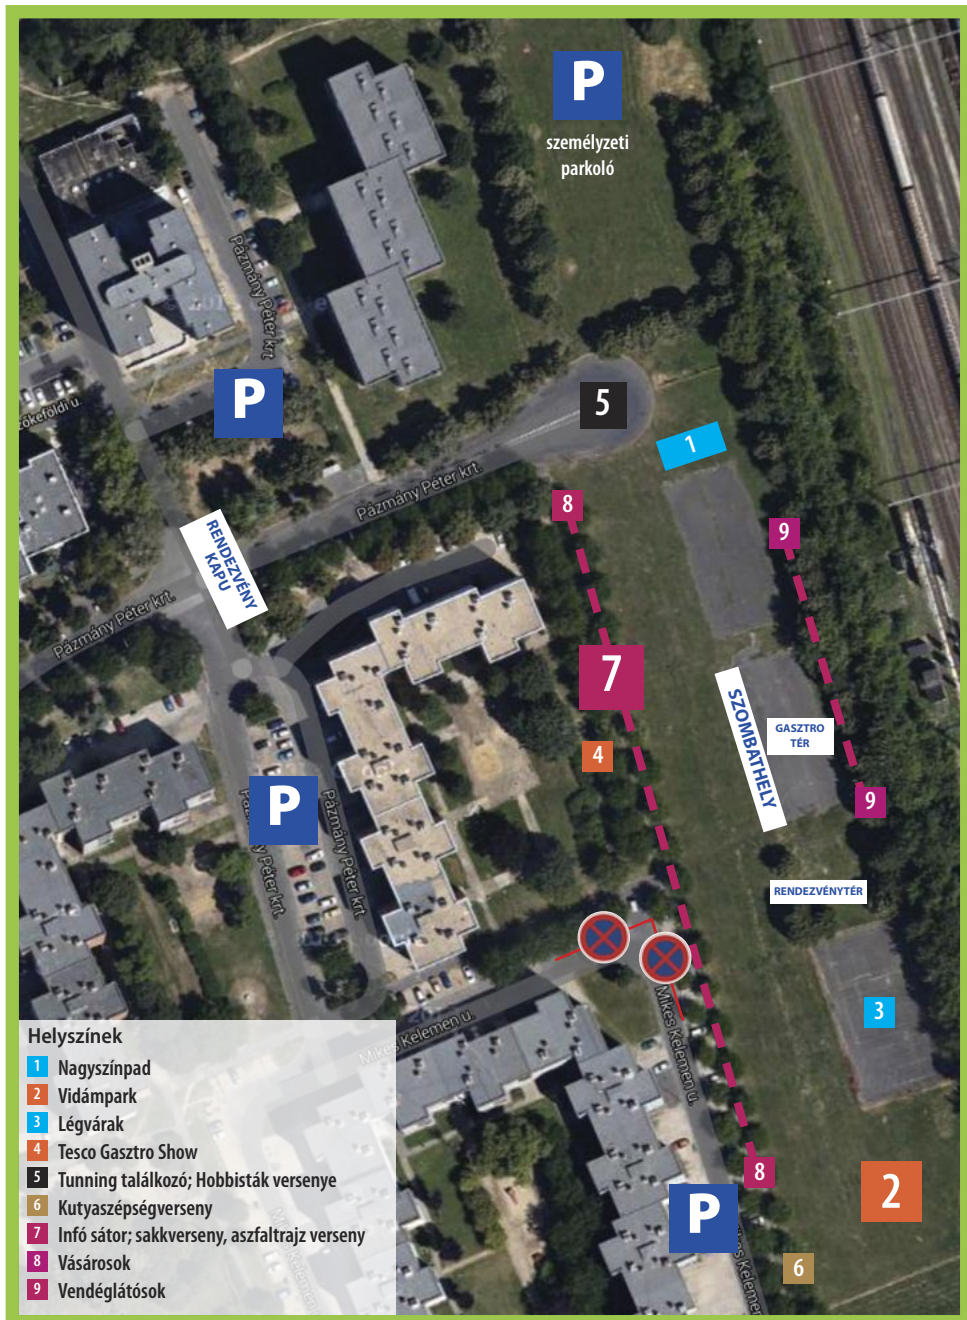 P
személyzeti
parkoló
Pázmány Péter krt.
P
5
1
Pázmány Péter krt.
8
9
RENDEZVÉNY
KAPU
Pázmány Péter krt.
7
SZOMBATHELY
GASZTRO
TÉR
4
9
P
Pázmány Péter krt.
Pázmány Péter krt.
RENDEZVÉNYTÉR
3
Mikes Kelemen u.
Mikes Kelemen u.
8
2
P
6
Mikes Kelemen
Helyszínek
1 Nagyszínpad
2 Vidámpark
3 Légvárak
4 Tesco Gasztro Show
5 Tunning találkozó; Hobbisták versenye
6 Kutyaszépségverseny
7 Infó sátor; sakkverseny, aszfaltrajz verseny
8 Vásárosok
9 Vendéglátósok